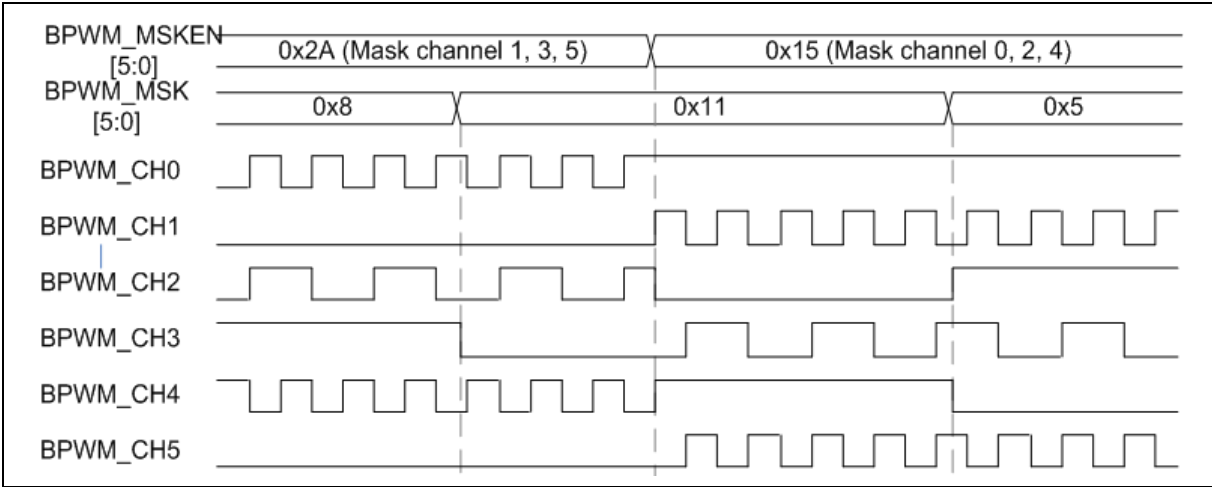 BPWM_MSKEN
[5:0]
0x2A (Mask channel 1, 3, 5)
0x15 (Mask channel 0, 2, 4)
BPWM_MSK
[5:0]
0x8
0x11
0x5
BPWM_CH0
BPWM_CH1
BPWM_CH2
BPWM_CH3
BPWM_CH4
BPWM_CH5